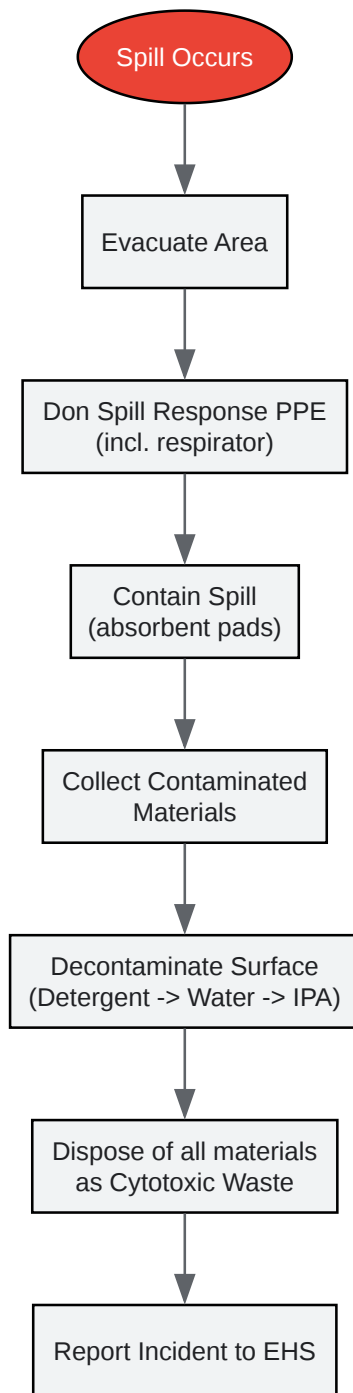 Spill Occurs
Evacuate Area
Don Spill Response PPE
(incl. respirator)
Contain Spill
(absorbent pads)
Collect Contaminated
Materials
Decontaminate Surface
(Detergent -> Water -> IPA)
Dispose of all materials
as Cytotoxic Waste
Report Incident to EHS